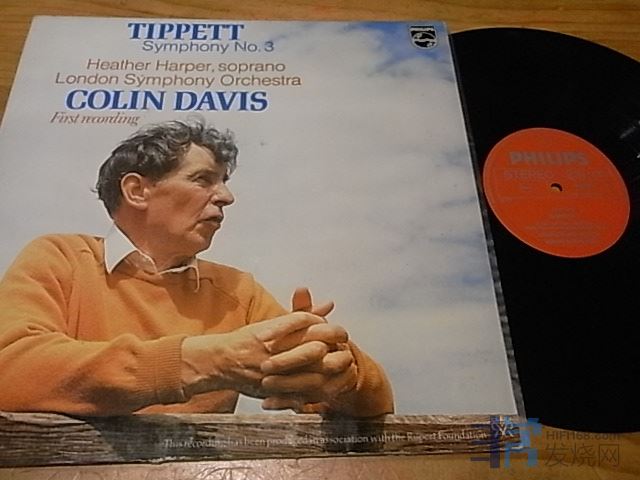 TIPPETT
Symphony No. 3
Heather Harper, soprano
London Symphony Orchestra
COLIN DAVIS
First recording
PHILIPS
PHILIPS
STEREO
This recording has been produced in association with the Rupert Foundation
HIFI168.com
发烧网